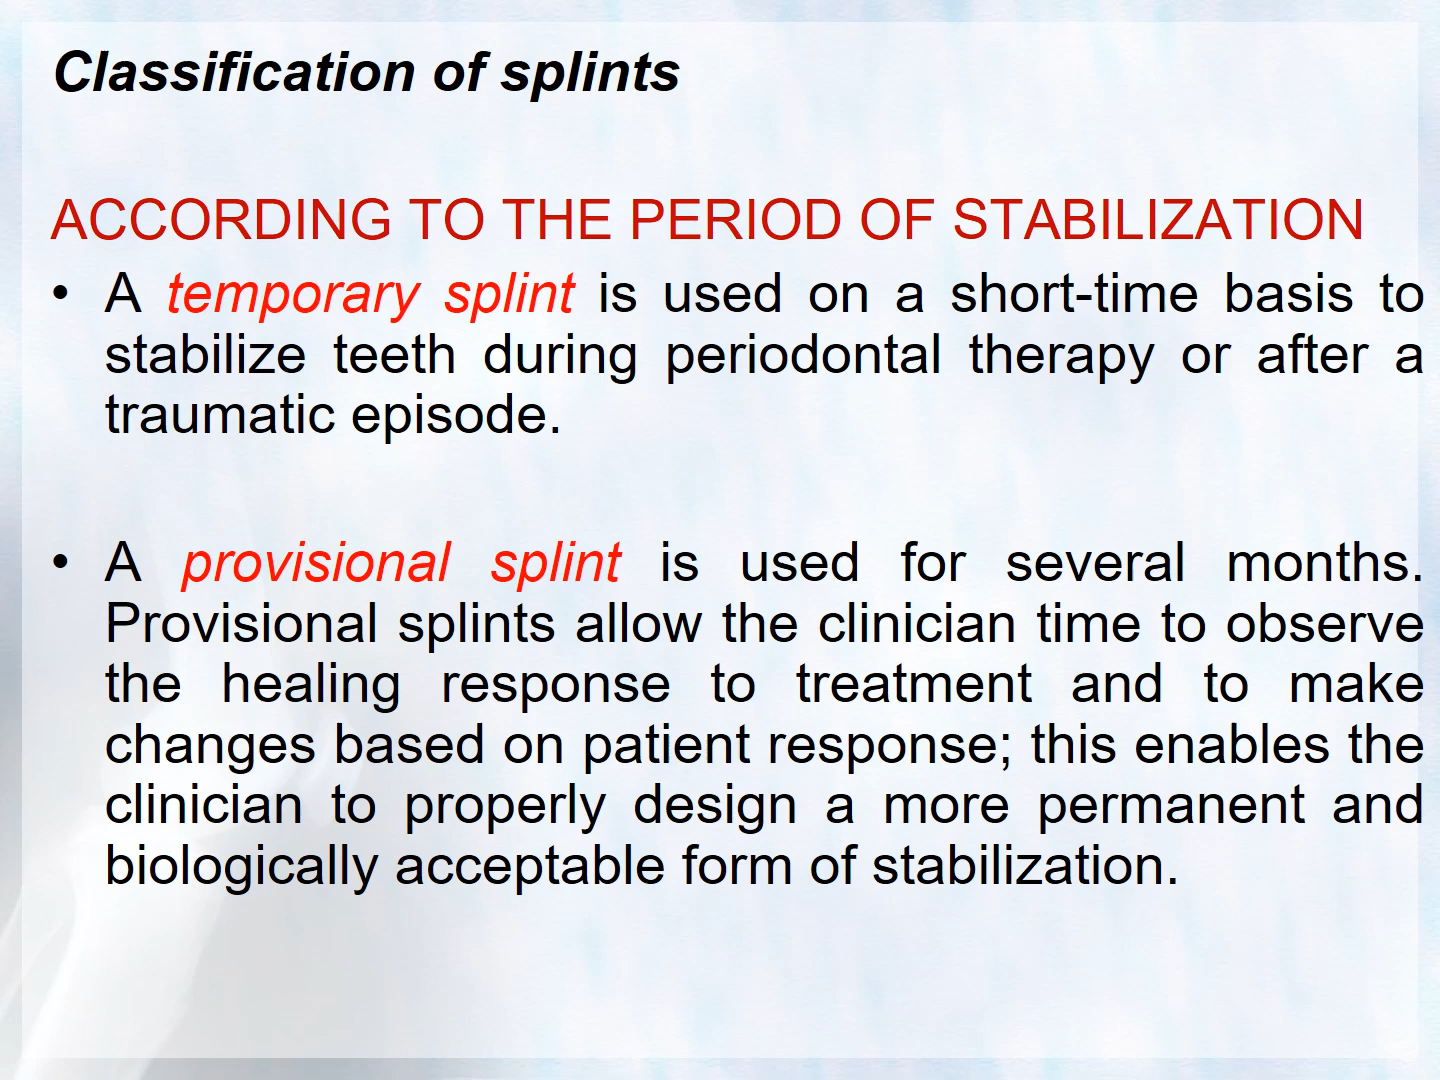 Classification of splints
ACCORDING TO THE PERIOD OF STABILIZATION
• A temporary splint is used on a short-time basis to
stabilize teeth during periodontal therapy or after a
traumatic episode.
• A provisional splint is used for several months.
Provisional splints allow the clinician time to observe
the healing response to treatment and to make
changes based on patient response; this enables the
clinician to properly design a more permanent and
biologically acceptable form of stabilization.